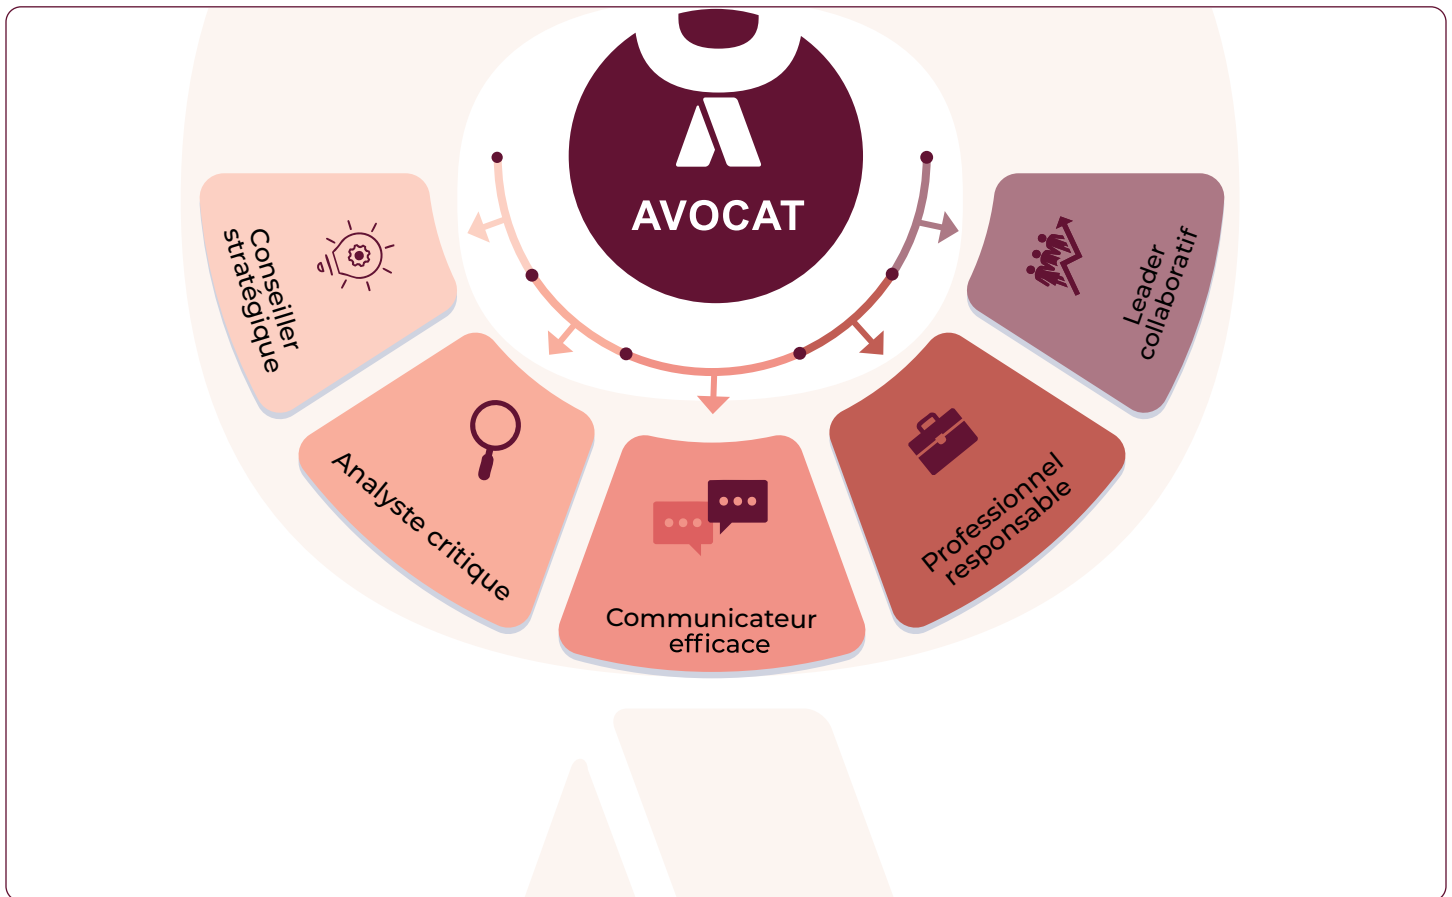 AVOCAT
Conseiller
stratégique
Analyste critique
Communicateur
efficace
Professionnel
responsable
Leader
collaboratif